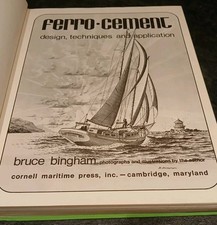 ferro-cement
design, techniques and application
bruce bingham, photographs and illustrations by the author
cornell maritime press, inc. – cambridge, maryland